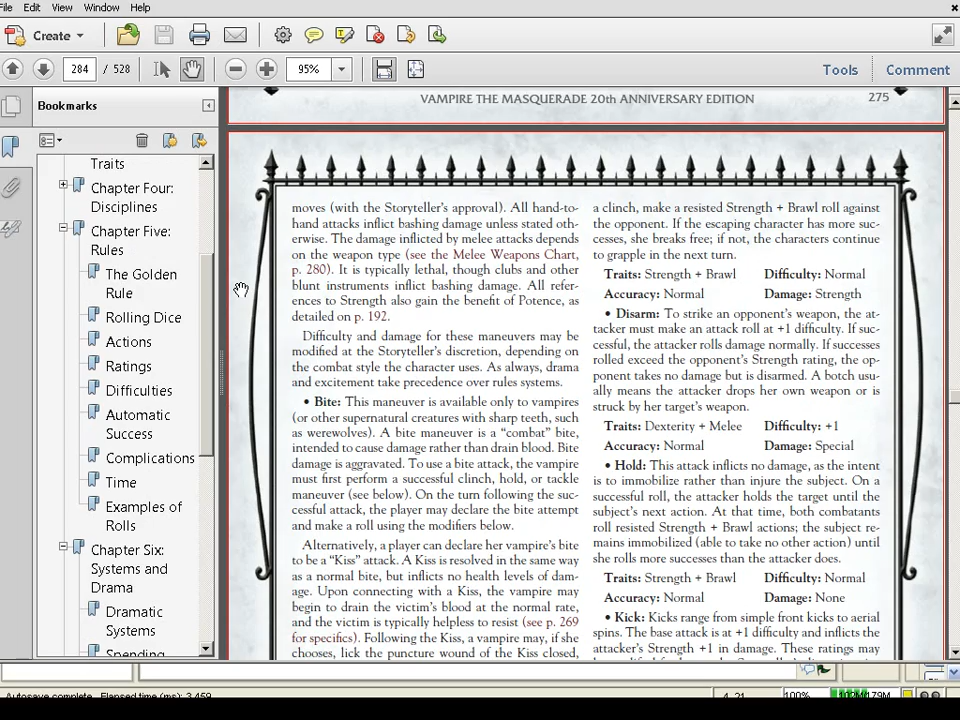 File Edit View Window Help
Create
284 / 528 95% Tools Comment
Bookmarks
Traits
Chapter Four:
Disciplines
Chapter Five:
Rules
The Golden
Rule
Rolling Dice
Actions
Ratings
Difficulties
Automatic
Success
Complications
Time
Examples of
Rolls
Chapter Six:
Systems and
Drama
Dramatic
Systems
Spending
VAMPIRE THE MASQUERADE 20th ANNIVERSARY EDITION 275
moves (with the Storyteller's approval). All hand-to-
hand attacks inflict bashing damage unless stated oth-
erwise. The damage inflicted by melee attacks depends
on the weapon type (see the Melee Weapons Chart,
p. 280). It is typically lethal, though clubs and other
blunt instruments inflict bashing damage. All refer-
ences to Strength also gain the benefit of Potence, as
detailed on p. 192.
Difficulty and damage for these maneuvers may be
modified at the Storyteller's discretion, depending on
the combat style the character uses. As always, drama
and excitement take precedence over rules systems.
• Bite: This maneuver is available only to vampires
(or other supernatural creatures with sharp teeth, such
as werewolves). A bite maneuver is a "combat" bite,
intended to cause damage rather than drain blood. Bite
damage is aggravated. To use a bite attack, the vampire
must first perform a successful clinch, hold, or tackle
maneuver (see below). On the turn following the suc-
cessful attack, the player may declare the bite attempt
and make a roll using the modifiers below.
Alternatively, a player can declare her vampire's bite
to be a "Kiss" attack. A Kiss is resolved in the same way
as a normal bite, but inflicts no health levels of dam-
age. Upon connecting with a Kiss, the vampire may
begin to drain the victim's blood at the normal rate,
and the victim is typically helpless to resist (see p. 269
for specifics). Following the Kiss, a vampire may, if she
chooses, lick the puncture wound of the Kiss closed,
a clinch, make a resisted Strength + Brawl roll against
the opponent. If the escaping character has more suc-
cesses, she breaks free; if not, the characters continue
to grapple in the next turn.
Traits: Strength + Brawl Difficulty: Normal
Accuracy: Normal Damage: Strength
• Disarm: To strike an opponent's weapon, the at-
tacker must make an attack roll at +1 difficulty. If suc-
cessful, the attacker rolls damage normally. If successes
rolled exceed the opponent's Strength rating, the op-
ponent takes no damage but is disarmed. A botch usu-
ally means the attacker drops her own weapon or is
struck by her target's weapon.
Traits: Dexterity + Melee Difficulty: +1
Accuracy: Normal Damage: Special
• Hold: This attack inflicts no damage, as the intent
is to immobilize rather than injure the subject. On a
successful roll, the attacker holds the target until the
subject's next action. At that time, both combatants
roll resisted Strength + Brawl actions; the subject re-
mains immobilized (able to take no other action) until
she rolls more successes than the attacker does.
Traits: Strength + Brawl Difficulty: Normal
Accuracy: Normal Damage: None
• Kick: Kicks range from simple front kicks to aerial
spins. The base attack is at +1 difficulty and inflicts the
attacker's Strength +1 in damage. These ratings may
Autosave complete. Elapsed time (ms): 3,459 4, 21 100% 102M/179M